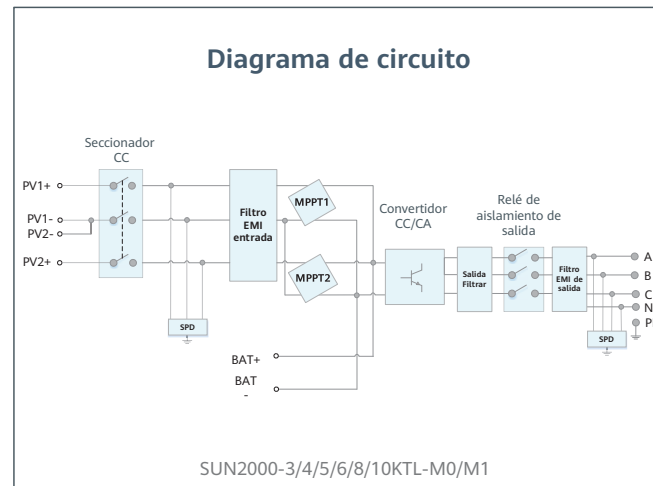 Diagrama de circuito
Seccionador
CC
PV1+
PV1-
PV2-
PV2+
Filtro
EMI
entrada
MPPT1
MPPT2
Convertidor
CC/CA
Salida
Filtrar
Relé de
aislamiento de
salida
Filtro
EMI de
salida
A
B
C
N
P
SPD
SPD
BAT+
BAT
-
SUN2000-3/4/5/6/8/10KTL-M0/M1